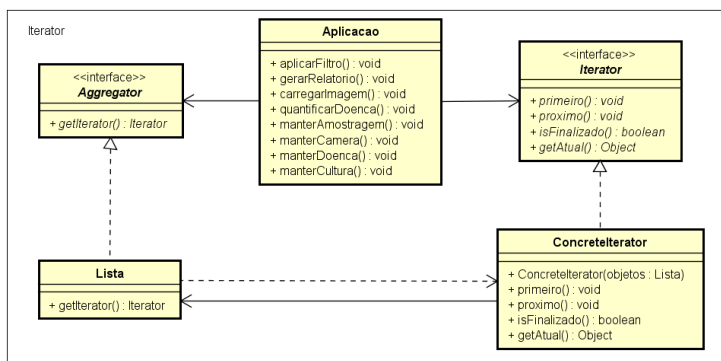 Iterator
Aplicacao
+ aplicarFiltro() : void
+ gerarRelatorio() : void
+ carregarImagem() : void
+ quantificarDoenca() : void
+ manterAmostragem() : void
+ manterCamera() : void
+ manterDoenca() : void
+ manterCultura() : void
<<interface>>
Aggregator
+ getIterator() : Iterator
<<interface>>
Iterator
+ primeiro() : void
+ proximo() : void
+ isFinalizado() : boolean
+ getAtual() : Object
Lista
+ getIterator() : Iterator
ConcreteIterator
+ ConcreteIterator(objetos : Lista)
+ primeiro() : void
+ proximo() : void
+ isFinalizado() : boolean
+ getAtual() : Object